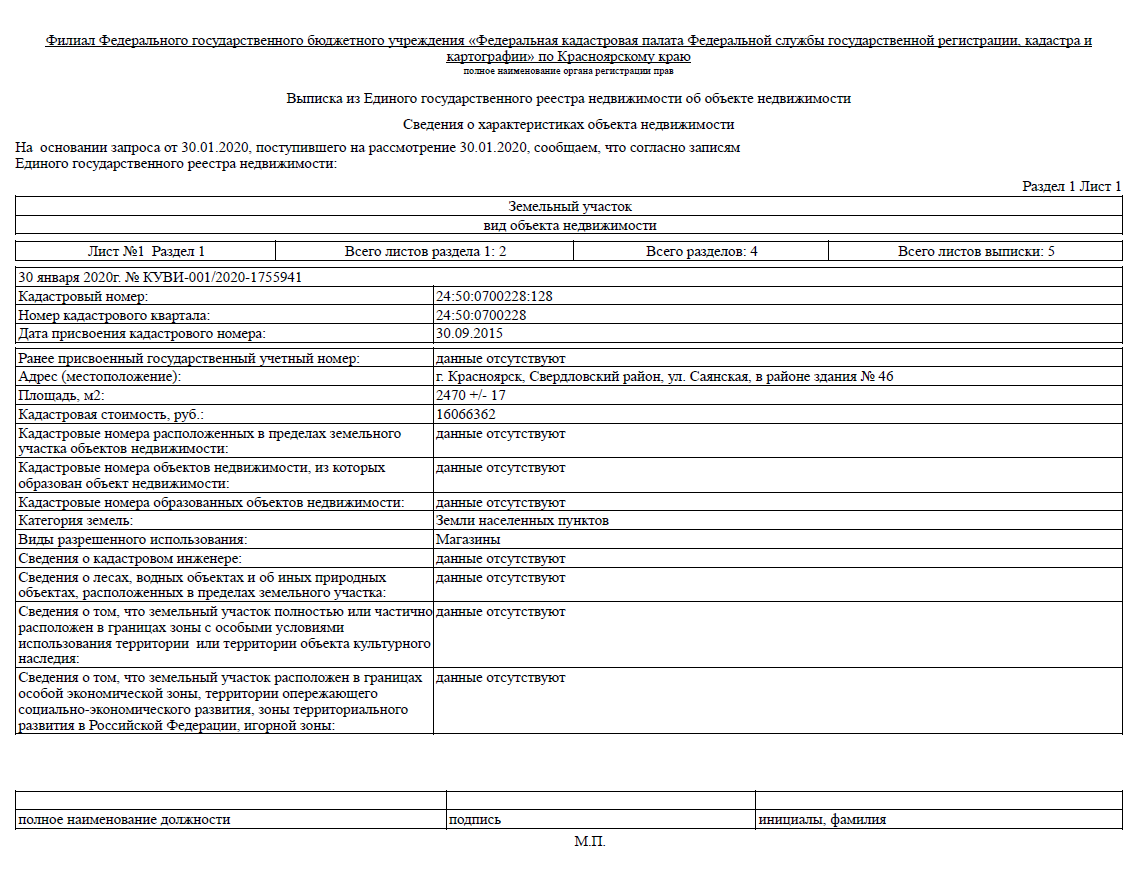 Филиал Федерального государственного бюджетного учреждения «Федеральная кадастровая палата Федеральной службы государственной регистрации, кадастра и
картографии» по Красноярскому краю
полное наименование органа регистрации прав
Выписка из Единого государственного реестра недвижимости об объекте недвижимости
Сведения о характеристиках объекта недвижимости
На основании запроса от 30.01.2020, поступившего на рассмотрение 30.01.2020, сообщаем, что согласно записям
Единого государственного реестра недвижимости:
Раздел 1 Лист 1
Земельный участок
вид объекта недвижимости
Лист №1 Раздел 1 Всего листов раздела 1: 2 Всего разделов: 4 Всего листов выписки: 5
30 января 2020г. № КУВИ-001/2020-1755941
Кадастровый номер: 24:50:0700228:128
Номер кадастрового квартала: 24:50:0700228
Дата присвоения кадастрового номера: 30.09.2015
Ранее присвоенный государственный учетный номер: данные отсутствуют
Адрес (местоположение): г. Красноярск, Свердловский район, ул. Саянская, в районе здания № 46
Площадь, м2: 2470 +/- 17
Кадастровая стоимость, руб.: 16066362
Кадастровые номера расположенных в пределах земельного данные отсутствуют
участка объектов недвижимости:
Кадастровые номера объектов недвижимости, из которых данные отсутствуют
образован объект недвижимости:
Кадастровые номера образованных объектов недвижимости: данные отсутствуют
Категория земель: Земли населенных пунктов
Виды разрешенного использования: Магазины
Сведения о кадастровом инженере: данные отсутствуют
Сведения о лесах, водных объектах и об иных природных данные отсутствуют
объектах, расположенных в пределах земельного участка:
Сведения о том, что земельный участок полностью или частично данные отсутствуют
расположен в границах зоны с особыми условиями
использования территории или территории объекта культурного
наследия:
Сведения о том, что земельный участок расположен в границах данные отсутствуют
особой экономической зоны, территории опережающего
социально-экономического развития, зоны территориального
развития в Российской Федерации, игорной зоны:
полное наименование должности подпись инициалы, фамилия
М.П.